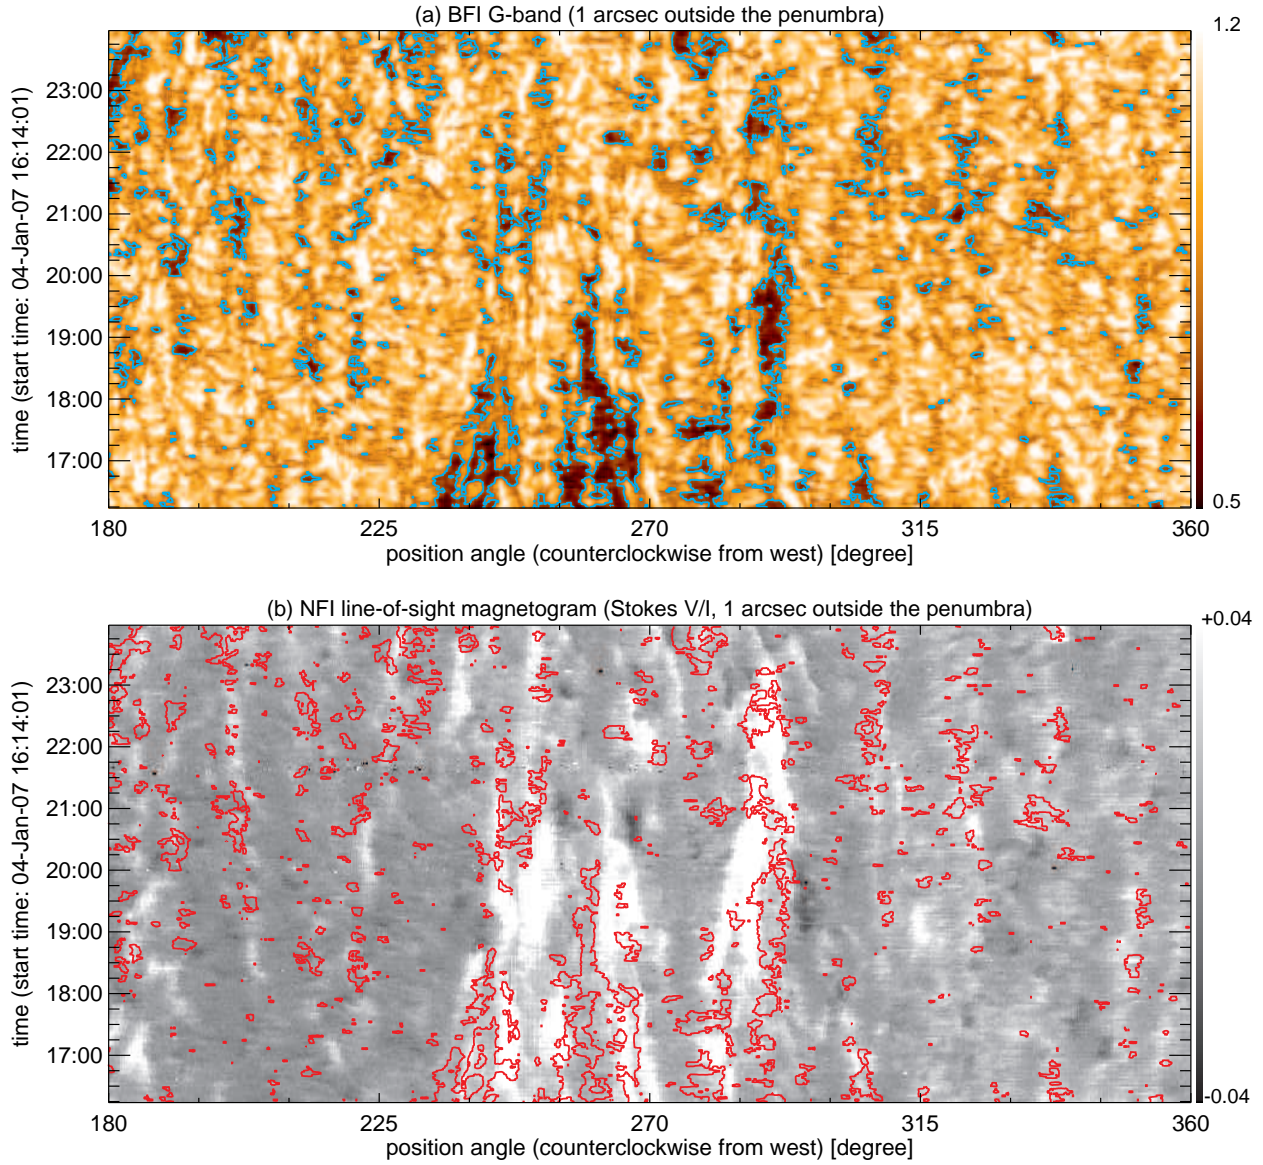 (a) BFI G-band (1 arcsec outside the penumbra)
1.2
time (start time: 04-Jan-07 16:14:01)
23:00
22:00
21:00
20:00
19:00
18:00
17:00
0.5
180 225 270 315 360
position angle (counterclockwise from west) [degree]
(b) NFI line-of-sight magnetogram (Stokes V/I, 1 arcsec outside the penumbra)
+0.04
time (start time: 04-Jan-07 16:14:01)
23:00
22:00
21:00
20:00
19:00
18:00
17:00
-0.04
180 225 270 315 360
position angle (counterclockwise from west) [degree]